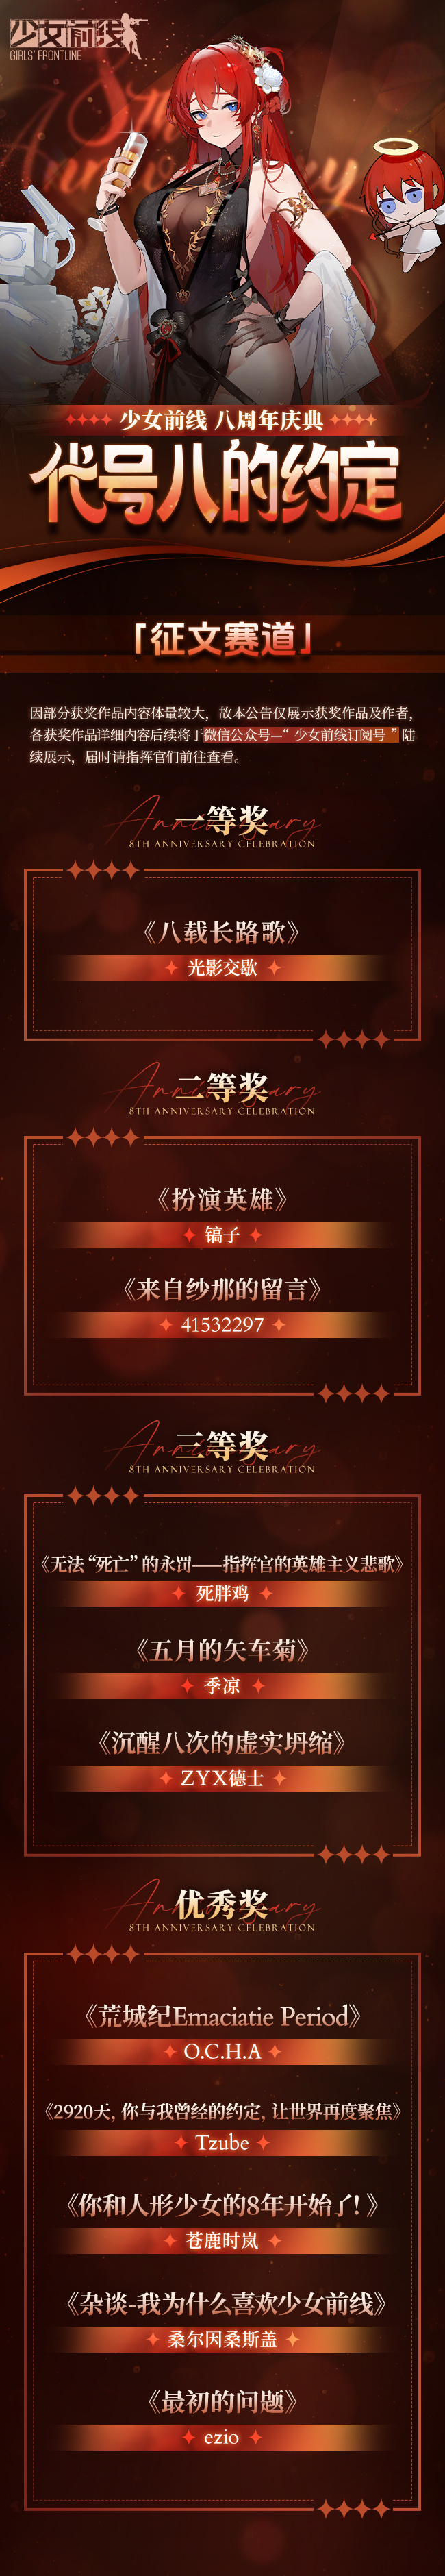 少女前线
GIRLS' FRONTLINE
少女前线 八周年庆典
代号八的约定
「征文赛道」
因部分获奖作品内容体量较大，故本公告仅展示获奖作品及作者，
各获奖作品详细内容后续将于微信公众号—“少女前线订阅号”陆
续展示，届时请指挥官们前往查看。
一等奖
8TH ANNIVERSARY CELEBRATION
《八载长路歌》
光影交歇
二等奖
8TH ANNIVERSARY CELEBRATION
《扮演英雄》
镐子
《来自纱那的留言》
41532297
三等奖
8TH ANNIVERSARY CELEBRATION
《无法“死亡”的永罚——指挥官的英雄主义悲歌》
死胖鸡
《五月的矢车菊》
季凉
《沉醒八次的虚实坍缩》
ZYX德士
优秀奖
8TH ANNIVERSARY CELEBRATION
《荒城纪Emaciatie Period》
O.C.H.A
《2920天，你与我曾经的约定，让世界再度聚焦》
Tzube
《你和人形少女的8年开始了！》
苍鹿时岚
《杂谈-我为什么喜欢少女前线》
桑尔因桑斯盖
《最初的问题》
ezio